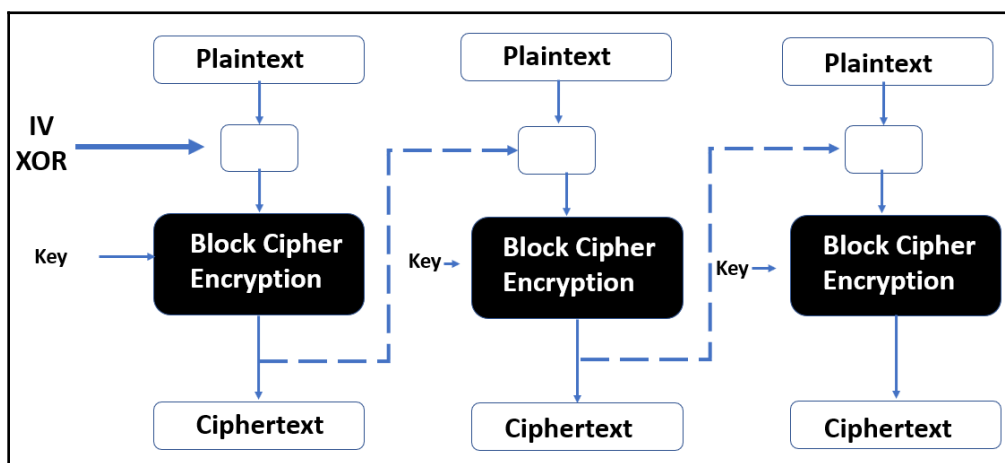 Plaintext
Plaintext
Plaintext
IV
XOR
Key
Block Cipher
Encryption
Key
Block Cipher
Encryption
Key
Block Cipher
Encryption
Ciphertext
Ciphertext
Ciphertext